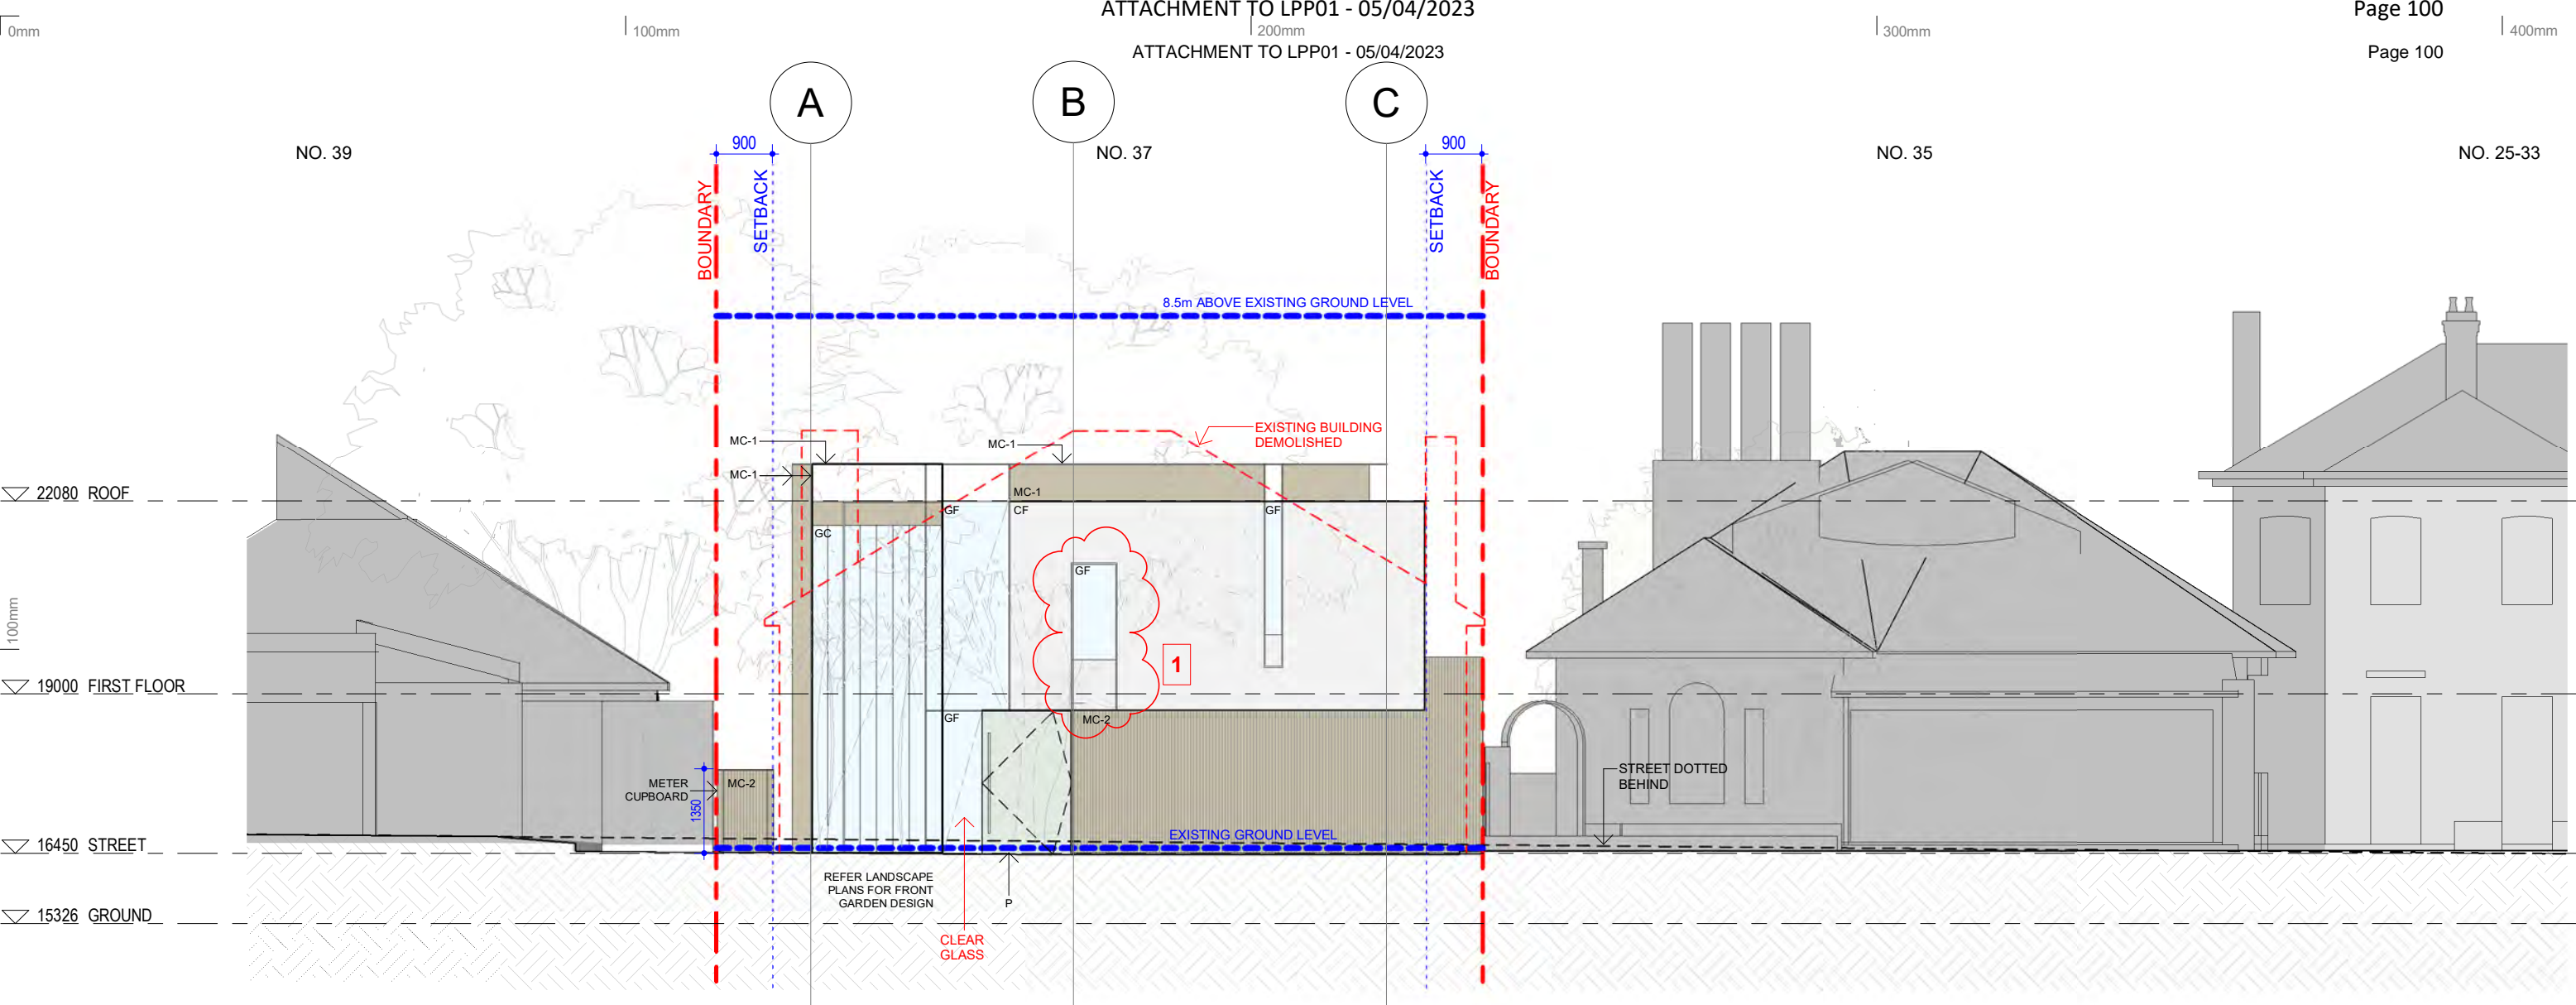 ATTACHMENT TO LPP01 - 05/04/2023
Page 100
0mm
100mm
200mm
300mm
400mm
ATTACHMENT TO LPP01 - 05/04/2023
Page 100
A
B
C
NO. 39
900
NO. 37
900
NO. 35
NO. 25-33
BOUNDARY
SETBACK
SETBACK
BOUNDARY
8.5m ABOVE EXISTING GROUND LEVEL
EXISTING BUILDING
DEMOLISHED
MC-1
MC-1
MC-1
MC-1
22080 ROOF
GF
CF
GF
GC
GF
100mm
1
19000 FIRST FLOOR
GF
MC-2
METER
CUPBOARD
MC-2
1350
STREET DOTTED
BEHIND
EXISTING GROUND LEVEL
16450 STREET
REFER LANDSCAPE
PLANS FOR FRONT
GARDEN DESIGN
P
15326 GROUND
CLEAR
GLASS